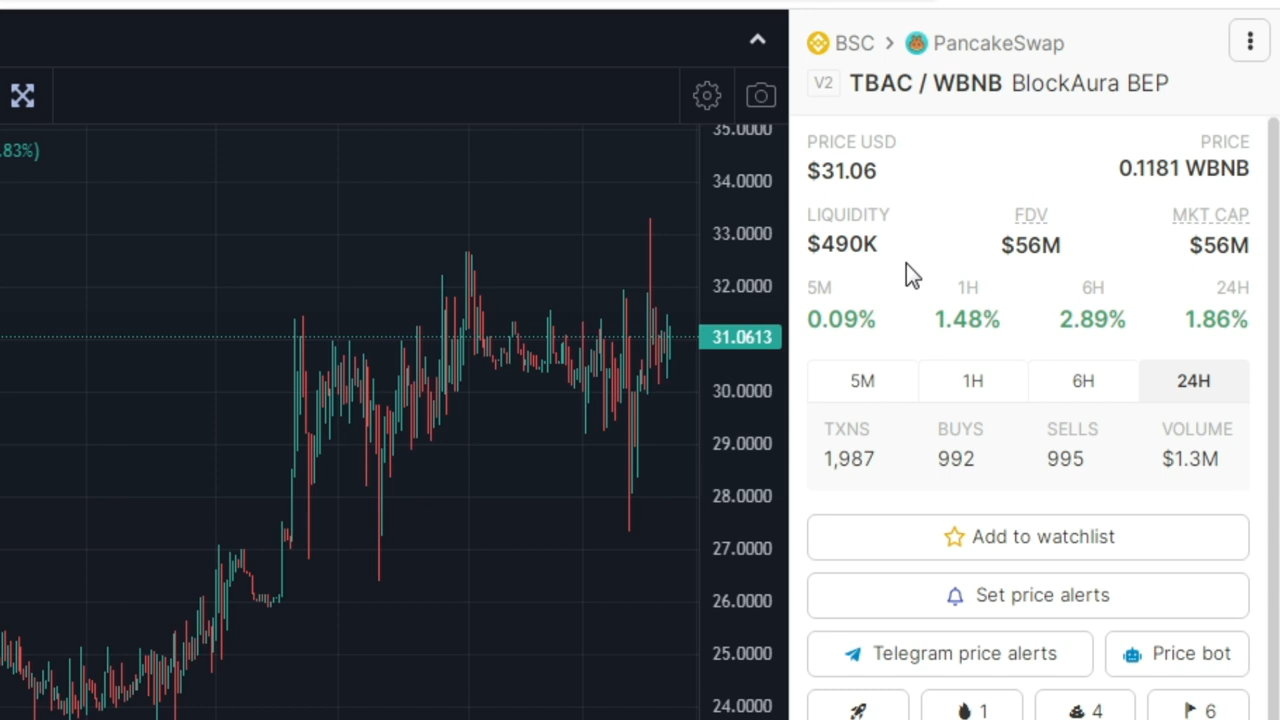 BSC > PancakeSwap
V2 TBAC / WBNB BlockAura BEP
.83%)
35.0000
34.0000
33.0000
32.0000
31.0613
30.0000
29.0000
28.0000
27.0000
26.0000
25.0000
24.0000
PRICE USD PRICE
$31.06 0.1181 WBNB
LIQUIDITY FDV MKT CAP
$490K $56M $56M
5M 1H 6H 24H
0.09% 1.48% 2.89% 1.86%
5M 1H 6H 24H
TXNS BUYS SELLS VOLUME
1,987 992 995 $1.3M
Add to watchlist
Set price alerts
Telegram price alerts Price bot
1 4 6